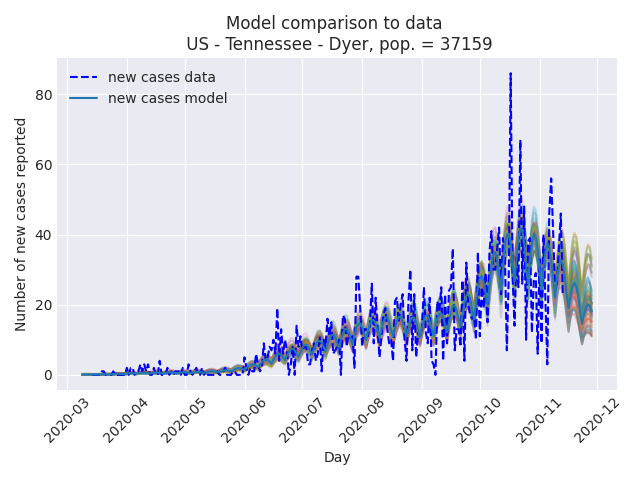 Model comparison to data
US - Tennessee - Dyer, pop. = 37159
new cases data
new cases model
Number of new cases reported
80
60
40
20
0
2020-03
2020-04
2020-05
2020-06
2020-07
2020-08
2020-09
2020-10
2020-11
2020-12
Day